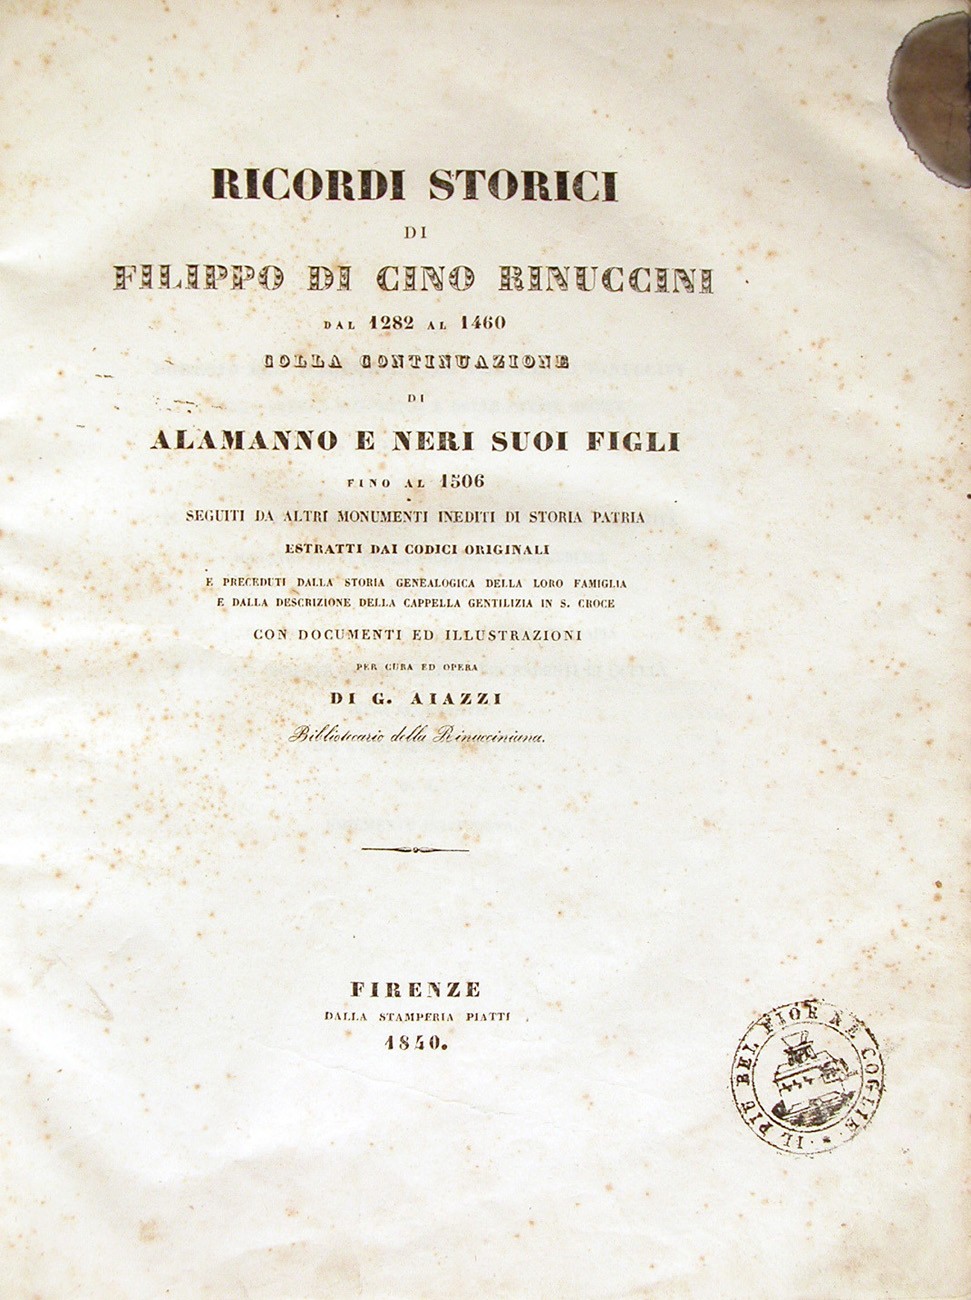 RICORDI STORICI
DI
FILIPPO DI CINO RINUCCINI
DAL 1282 AL 1460
COLLA CONTINUAZIONE
DI
ALAMANNO E NERI SUOI FIGLI
FINO AL 1506
SEGUITI DA ALTRI MONUMENTI INEDITI DI STORIA PATRIA
ESTRATTI DAI CODICI ORIGINALI
E PRECEDUTI DALLA STORIA GENEALOGICA DELLA LORO FAMIGLIA
E DALLA DESCRIZIONE DELLA CAPPELLA GENTILIZIA IN S. CROCE
CON DOCUMENTI ED ILLUSTRAZIONI
PER CURA ED OPERA
DI G. AIAZZI
Bibliotecario della Rinucciniana.
FIRENZE
DALLA STAMPERIA PIATTI
1840.
IL PIÙ BEL FIOR NE COGLIE